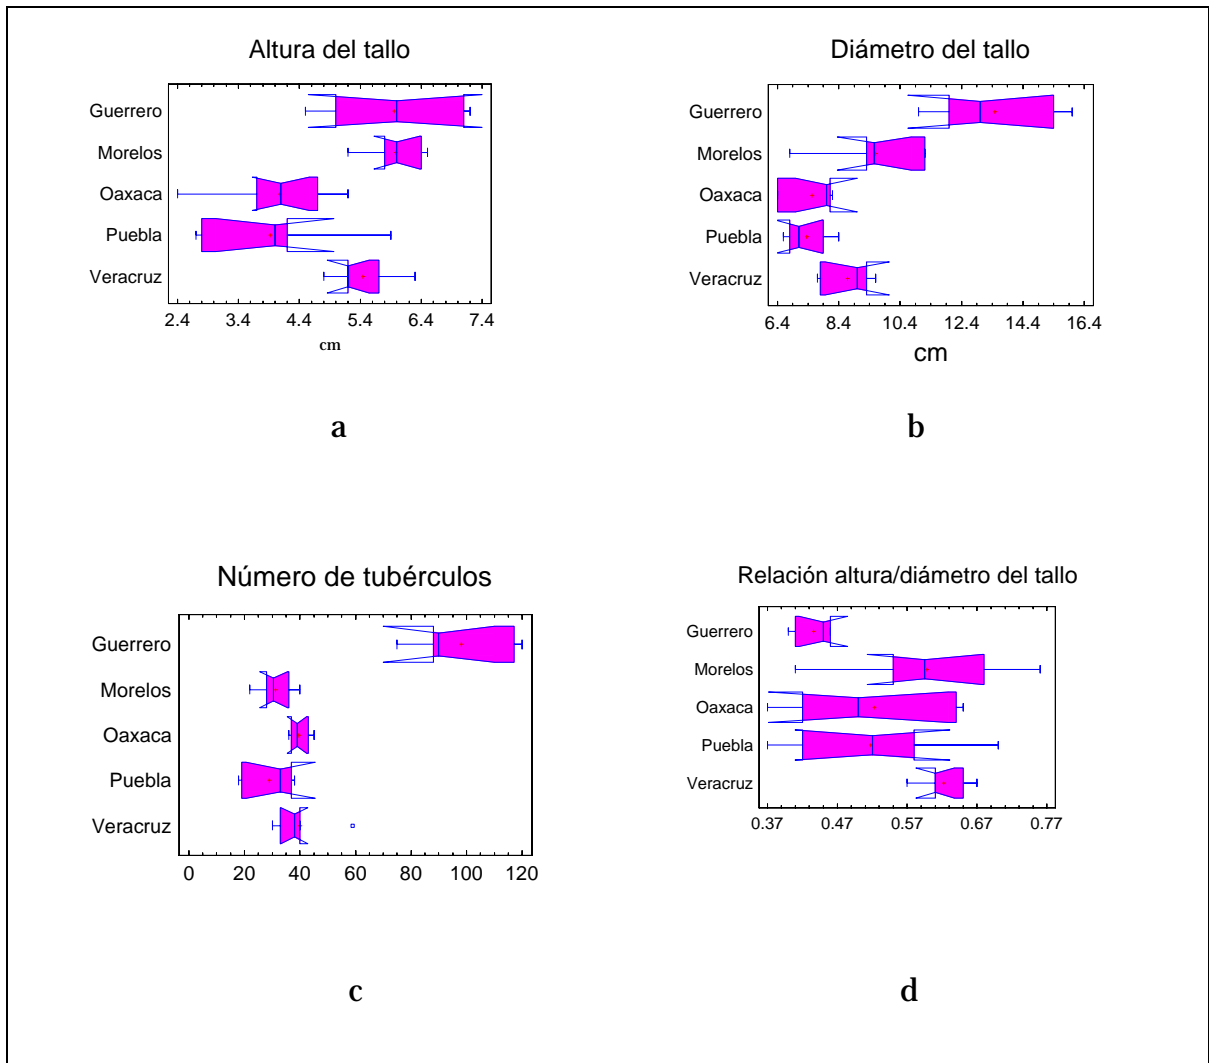 Altura del tallo
Guerrero
Morelos
Oaxaca
Puebla
Veracruz
2.4 3.4 4.4 5.4 6.4 7.4
cm
a
Diámetro del tallo
Guerrero
Morelos
Oaxaca
Puebla
Veracruz
6.4 8.4 10.4 12.4 14.4 16.4
cm
b
Número de tubérculos
Guerrero
Morelos
Oaxaca
Puebla
Veracruz
0 20 40 60 80 100 120
c
Relación altura/diámetro del tallo
Guerrero
Morelos
Oaxaca
Puebla
Veracruz
0.37 0.47 0.57 0.67 0.77
d